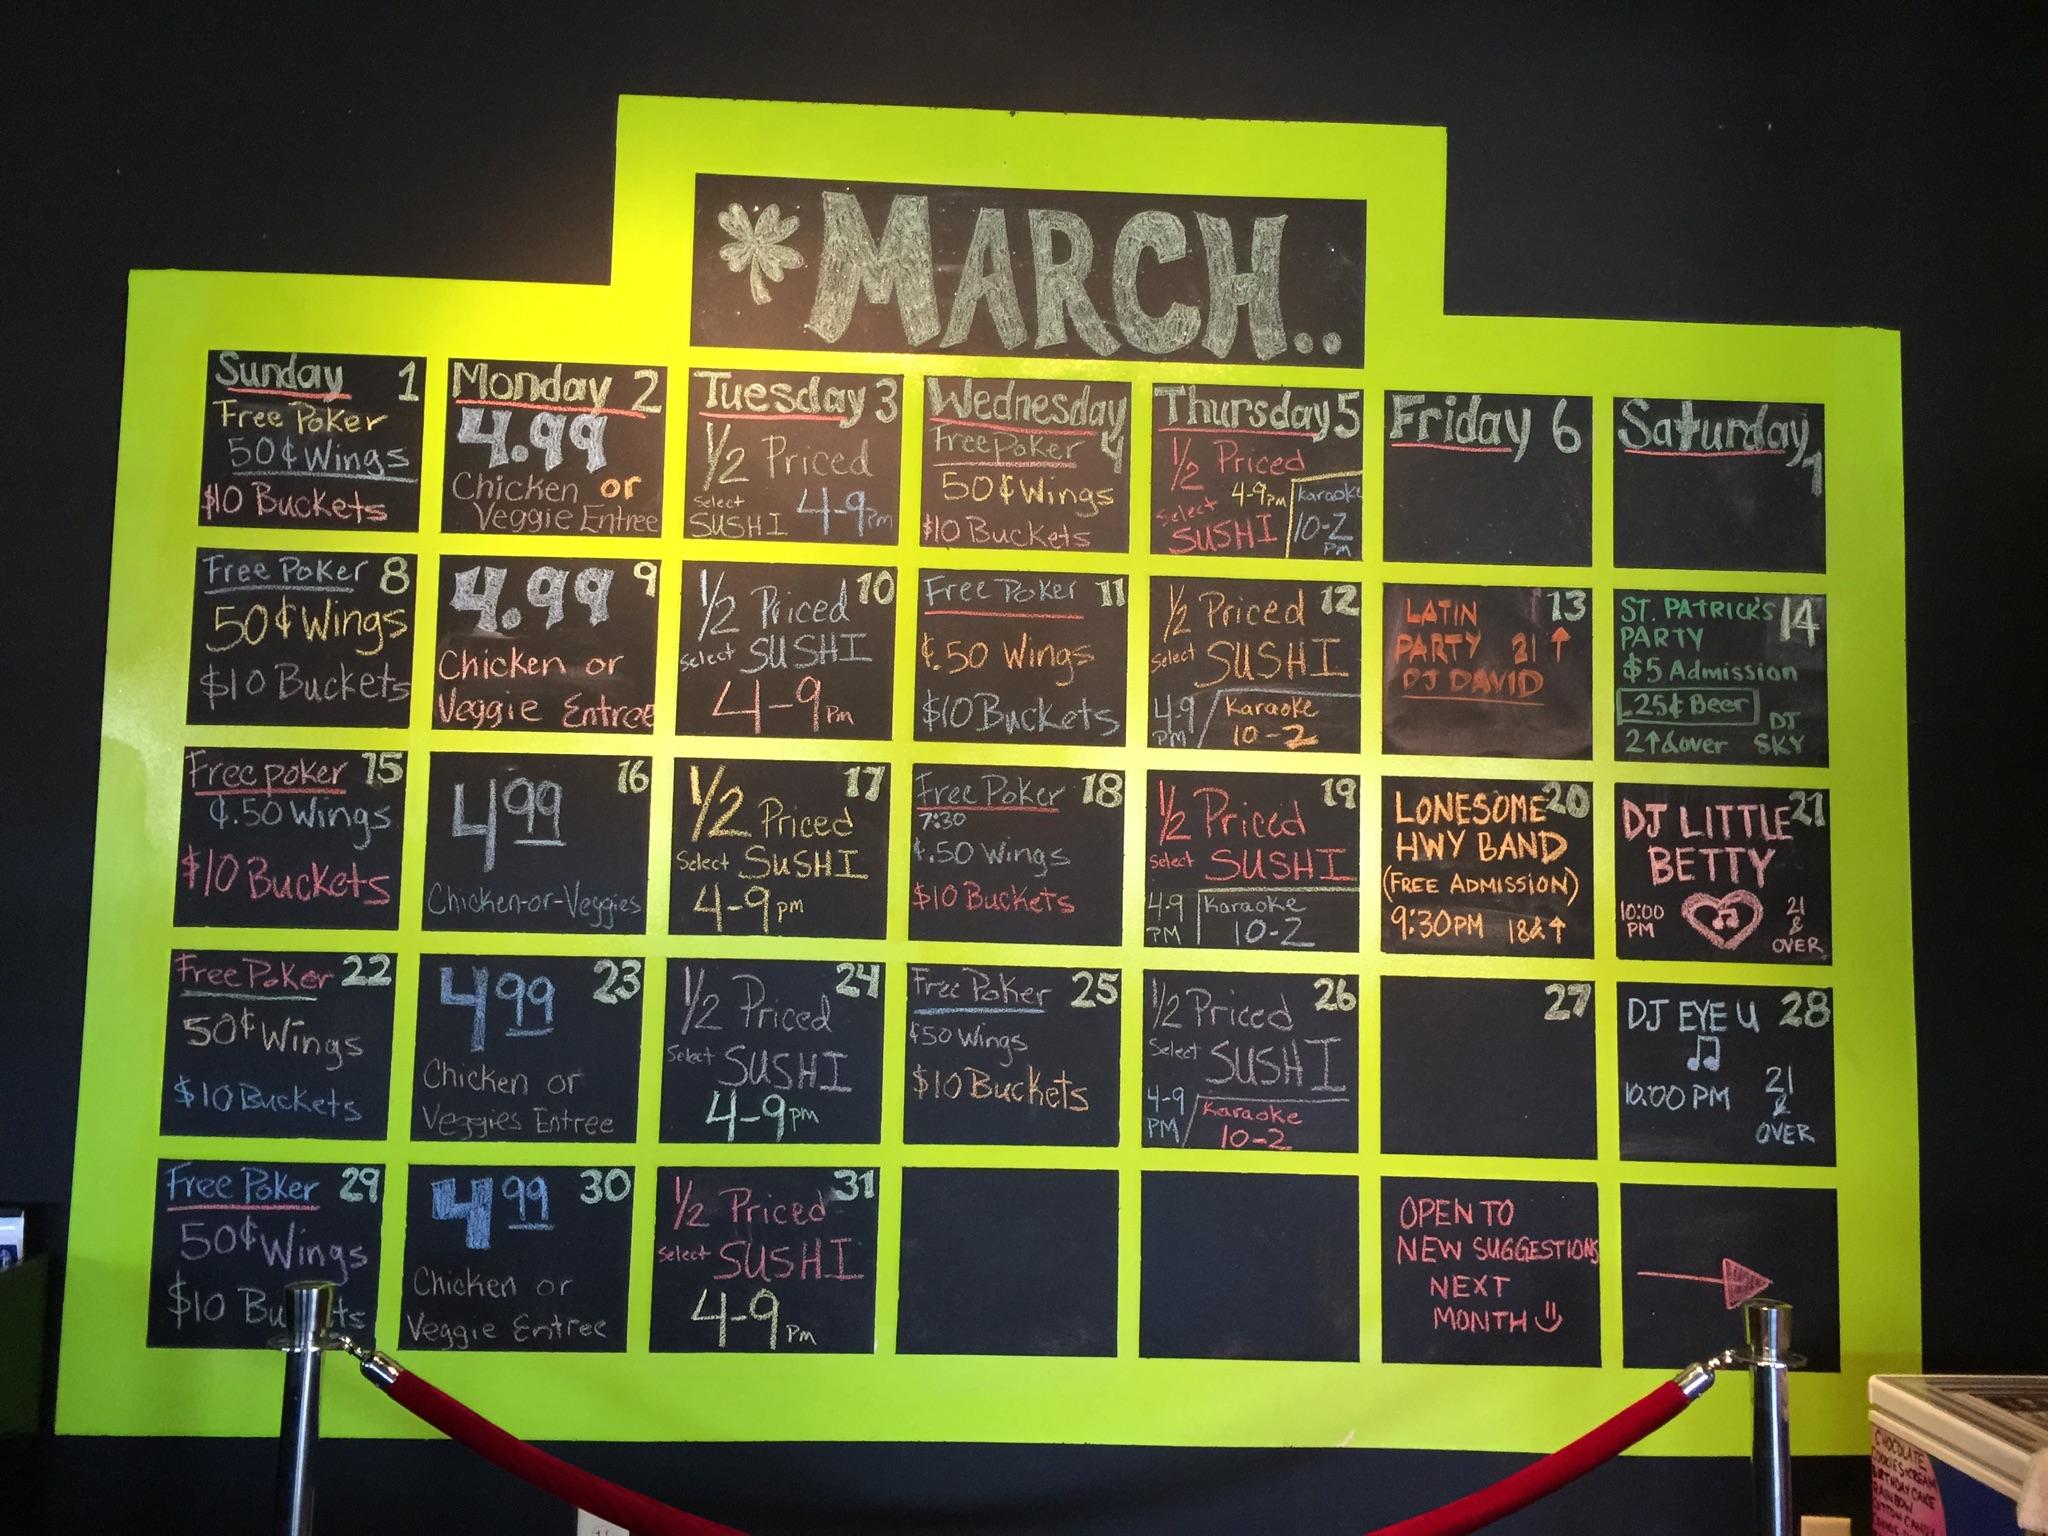 MARCH..
Sunday 1
Free Poker
50¢ Wings
$10 Buckets
Monday 2
4.99
Chicken or
Veggie Entree
Tuesday 3
1/2 Priced
Select
SUSHI 4-9pm
Wednesday 4
Free poker
50¢ Wings
$10 Buckets
Thursday 5
1/2 Priced
4-9pm
Select
SUSHI
Karaoke
10-2
PM
Friday 6
Saturday 7
Free Poker 8
50¢ Wings
$10 Buckets
4.99 9
Chicken or
Veggie Entree
1/2 Priced 10
Select SUSHI
4-9pm
Free Poker 11
¢.50 Wings
$10 Buckets
1/2 Priced 12
Select SUSHI
4-9
PM
Karaoke
10-2
LATIN 13
PARTY 21↑
DJ DAVID
ST. PATRICK'S 14
PARTY
$5 Admission
.25¢ Beer
DJ
SKY
21&over
Free poker 15
¢.50 Wings
$10 Buckets
4 99 16
Chicken-or-Veggies
1/2 Priced 17
Select SUSHI
4-9pm
Free Poker 18
7:30
¢.50 Wings
$10 Buckets
1/2 Priced 19
Select SUSHI
4-9
PM
Karaoke
10-2
LONESOME 20
HWY BAND
(FREE ADMISSION)
9:30PM 18&↑
DJ LITTLE 21
BETTY
10:00
PM
21
&
OVER
Free Poker 22
50¢ Wings
$10 Buckets
4 99 23
Chicken or
Veggies Entree
1/2 Priced 24
Select SUSHI
4-9pm
Free Poker 25
¢50 Wings
$10 Buckets
1/2 Priced 26
Select SUSHI
4-9
PM
Karaoke
10-2
27
DJ EYE U 28
10:00 PM
21
&
OVER
Free Poker 29
50¢ Wings
$10 Bu ts
4 99 30
Chicken or
Veggie Entree
1/2 Priced 31
Select SUSHI
4-9pm
OPEN TO
NEW SUGGESTIONS
NEXT
MONTH
CHOCOLATE
COOKIES+CREAM
BIRTHDAY CAKE
RAINBOW
COTTON CANDY